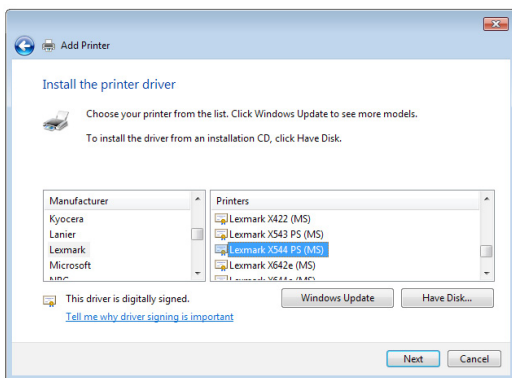 Add Printer
Install the printer driver
Choose your printer from the list. Click Windows Update to see more models.
To install the driver from an installation CD, click Have Disk.
Manufacturer
Kyocera
Lanier
Lexmark
Microsoft
Printers
Lexmark X422 (MS)
Lexmark X543 PS (MS)
Lexmark X544 PS (MS)
Lexmark X642e (MS)
This driver is digitally signed.
Tell me why driver signing is important
Windows Update
Have Disk...
Next
Cancel